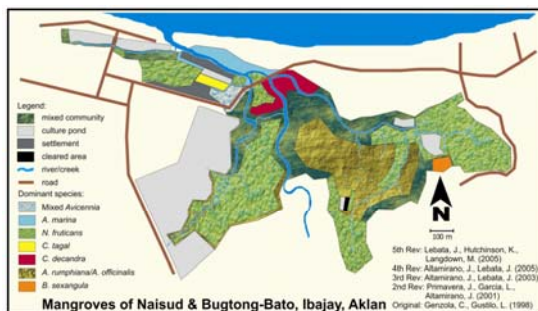 Legend:
mixed community
culture pond
settlement
cleared area
river/creek
road
Dominant species:
Mixed Avicennia
A. marina
N. fruticans
C. tagal
C. decandra
A. rumphiana/A. officinalis
B. sexangula
N
100 m
5th Rev: Lebata, J., Hutchinson, K.,
Langdown, M. (2005)
4th Rev: Altamirano, J., Lebata, J. (2005)
3rd Rev: Altamirano, J., Lebata, J. (2003)
2nd Rev: Primavera, J., Garcia, L.,
Altamirano, J. (2001)
Original: Genzola, C., Gustilo, L. (1998)
Mangroves of Naisud & Bugtong-Bato, Ibajay, Aklan